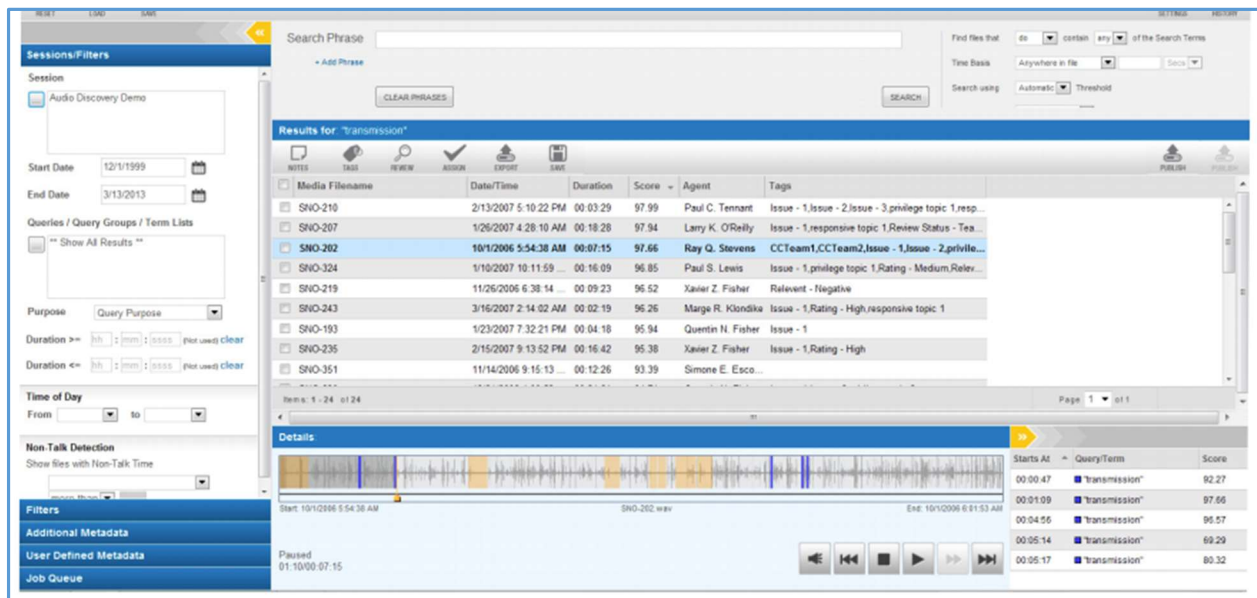 RESET LOAD SAVE SETTINGS HISTORY
Sessions/Filters
Session
Audio Discovery Demo
Start Date 12/1/1999
End Date 3/13/2013
Queries / Query Groups / Term Lists
** Show All Results **
Purpose Query Purpose
Duration >= hh : mm : ssss (Not used) clear
Duration <= hh : mm : ssss (Not used) clear
Time of Day
From to
Non-Talk Detection
Show files with Non-Talk Time
more than
Filters
Additional Metadata
User Defined Metadata
Job Queue
Search Phrase
+ Add Phrase
CLEAR PHRASES SEARCH
Find files that do contain any of the Search Terms
Time Basis Anywhere in file Secs
Search using Automatic Threshold
Results for: "transmission"
NOTES TAGS REVIEW ASSIGN EXPORT SAVE PUBLISH PUBLISH
Media Filename Date/Time Duration Score Agent Tags
SNO-210 2/13/2007 5:10:22 PM 00:03:29 97.99 Paul C. Tennant Issue - 1,Issue - 2,Issue - 3,privilege topic 1,resp...
SNO-207 1/26/2007 4:28:10 AM 00:18:28 97.94 Larry K. O'Reilly Issue - 1,responsive topic 1,Review Status - Tea...
SNO-202 10/1/2006 5:54:38 AM 00:07:15 97.66 Ray Q. Stevens CCTeam1,CCTeam2,Issue - 1,Issue - 2,privile...
SNO-324 1/10/2007 10:11:59 ... 00:16:09 96.85 Paul S. Lewis Issue - 1,privilege topic 1,Rating - Medium,Relev...
SNO-219 11/26/2006 6:38:14 ... 00:09:23 96.52 Xavier Z. Fisher Relevent - Negative
SNO-243 3/16/2007 2:14:02 AM 00:02:19 96.26 Marge R. Klondike Issue - 1,Rating - High,responsive topic 1
SNO-193 1/23/2007 7:32:21 PM 00:04:18 95.94 Quentin N. Fisher Issue - 1
SNO-235 2/15/2007 9:13:52 PM 00:16:42 95.38 Xavier Z. Fisher Issue - 1,Rating - High
SNO-351 11/14/2006 9:15:13 ... 00:12:26 93.39 Simone E. Esco...
Items: 1 - 24 of 24 Page 1 of 1
Details:
Start: 10/1/2006 5:54:38 AM SNO-202.wav End: 10/1/2006 6:01:53 AM
Paused
01:10/00:07:15
Starts At Query/Term Score
00:00:47 "transmission" 92.27
00:01:09 "transmission" 97.66
00:04:56 "transmission" 96.57
00:05:14 "transmission" 69.29
00:05:17 "transmission" 80.32